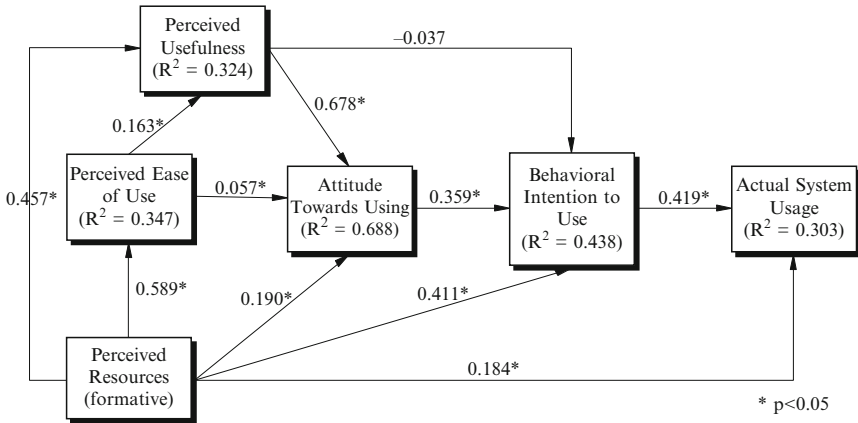 Perceived
Usefulness
(R² = 0.324)
–0.037
0.678*
0.163*
Perceived Ease
of Use
(R² = 0.347)
0.057*
Attitude
Towards Using
(R² = 0.688)
0.359*
Behavioral
Intention to
Use
(R² = 0.438)
0.419*
Actual System
Usage
(R² = 0.303)
0.457*
0.589*
0.190*
0.411*
Perceived
Resources
(formative)
0.184*
* p<0.05